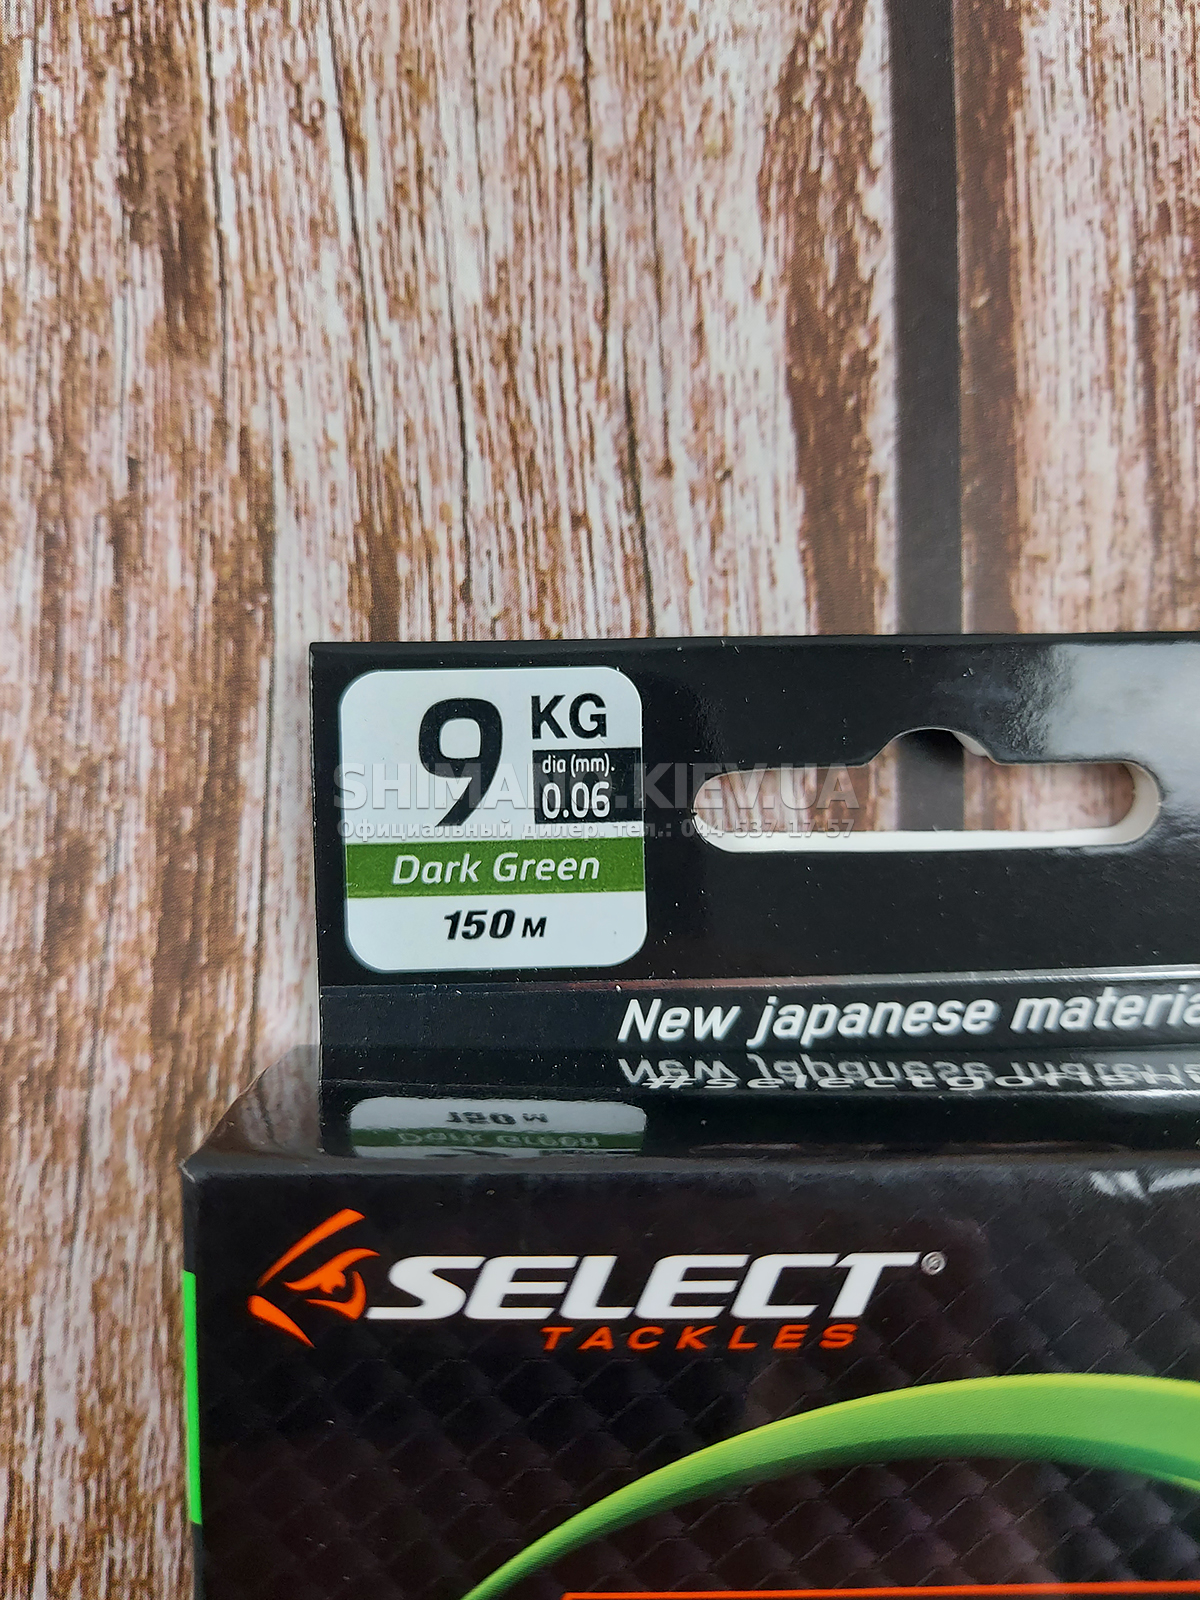 9 KG
dia (mm).
0.06
SHIMANO.KIEV.UA
Официальный дилер. тел.: 044 537-17-57
Dark Green
150 м
New japanese materia
SELECT®
TACKLES